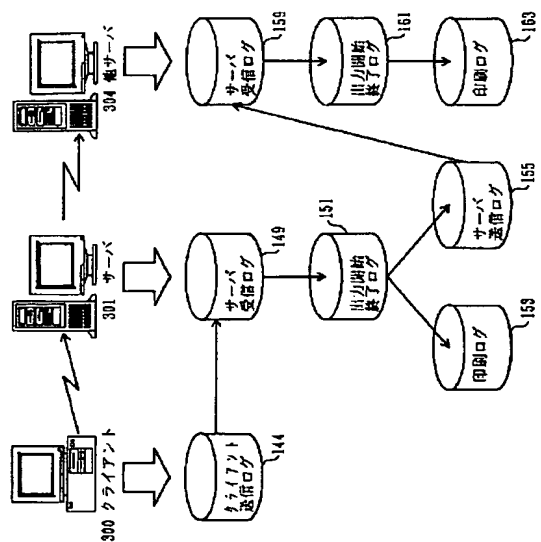 300 クライアント
301 サーバ
304 他サーバ
クライアント
送信ログ
144
サーバ
受信ログ
149
サーバ
受信ログ
159
出力開始
終了ログ
151
出力開始
終了ログ
161
印刷ログ
153
サーバ
送信ログ
155
印刷ログ
163